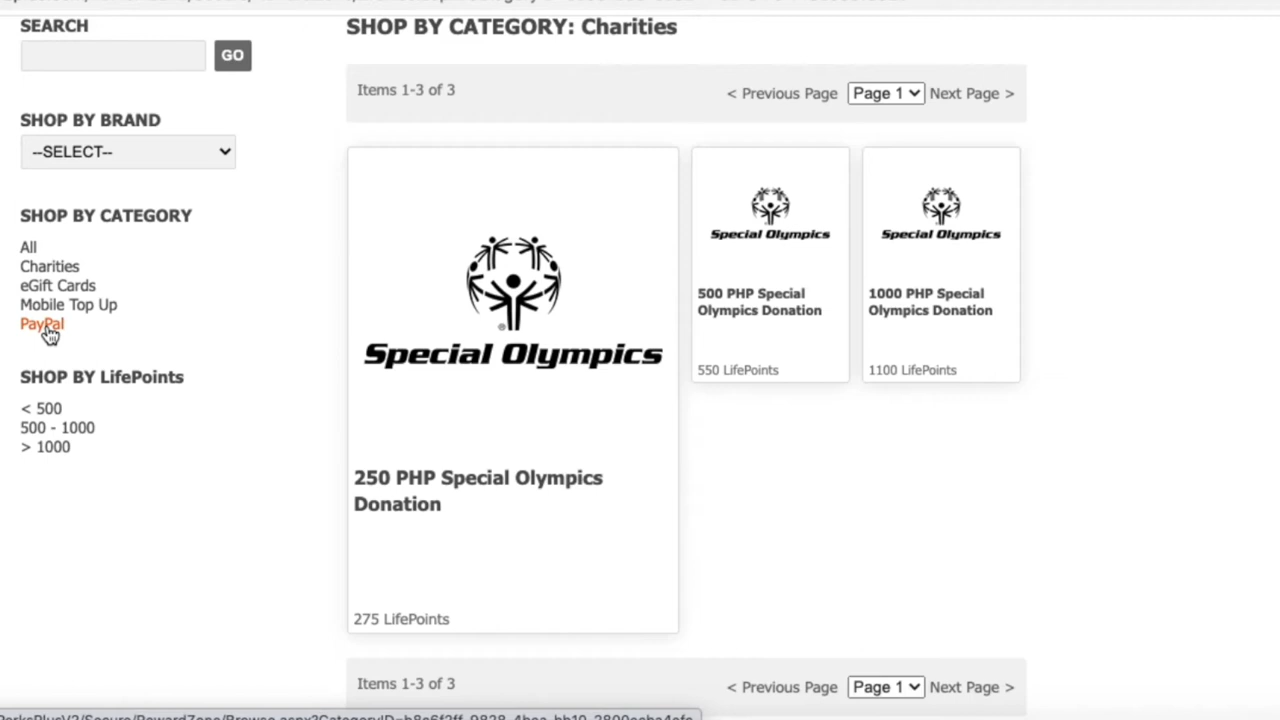 SEARCH
GO
SHOP BY BRAND
--SELECT--
SHOP BY CATEGORY
All
Charities
eGift Cards
Mobile Top Up
PayPal
SHOP BY LifePoints
< 500
500 - 1000
> 1000
SHOP BY CATEGORY: Charities
Items 1-3 of 3
< Previous Page Page 1 Next Page >
Special Olympics
250 PHP Special Olympics
Donation
275 LifePoints
Special Olympics
500 PHP Special
Olympics Donation
550 LifePoints
Special Olympics
1000 PHP Special
Olympics Donation
1100 LifePoints
Items 1-3 of 3
< Previous Page Page 1 Next Page >